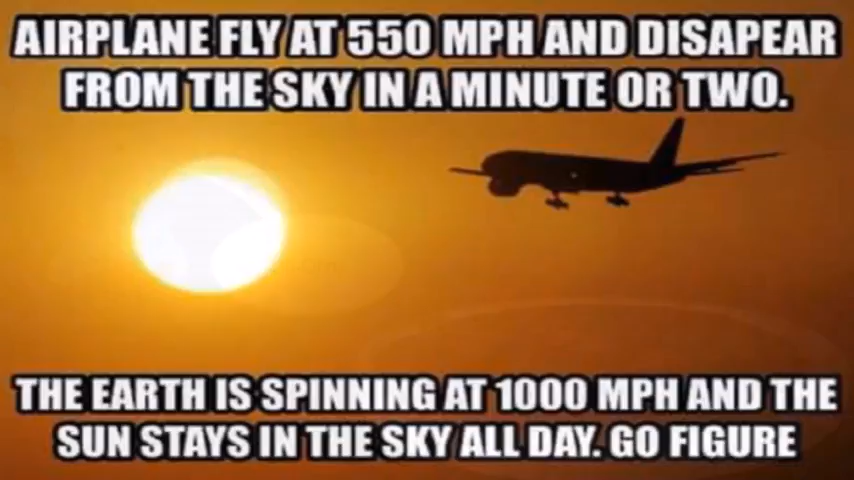 AIRPLANE FLY AT 550 MPH AND DISAPEAR
FROM THE SKY IN A MINUTE OR TWO.
THE EARTH IS SPINNING AT 1000 MPH AND THE
SUN STAYS IN THE SKY ALL DAY. GO FIGURE